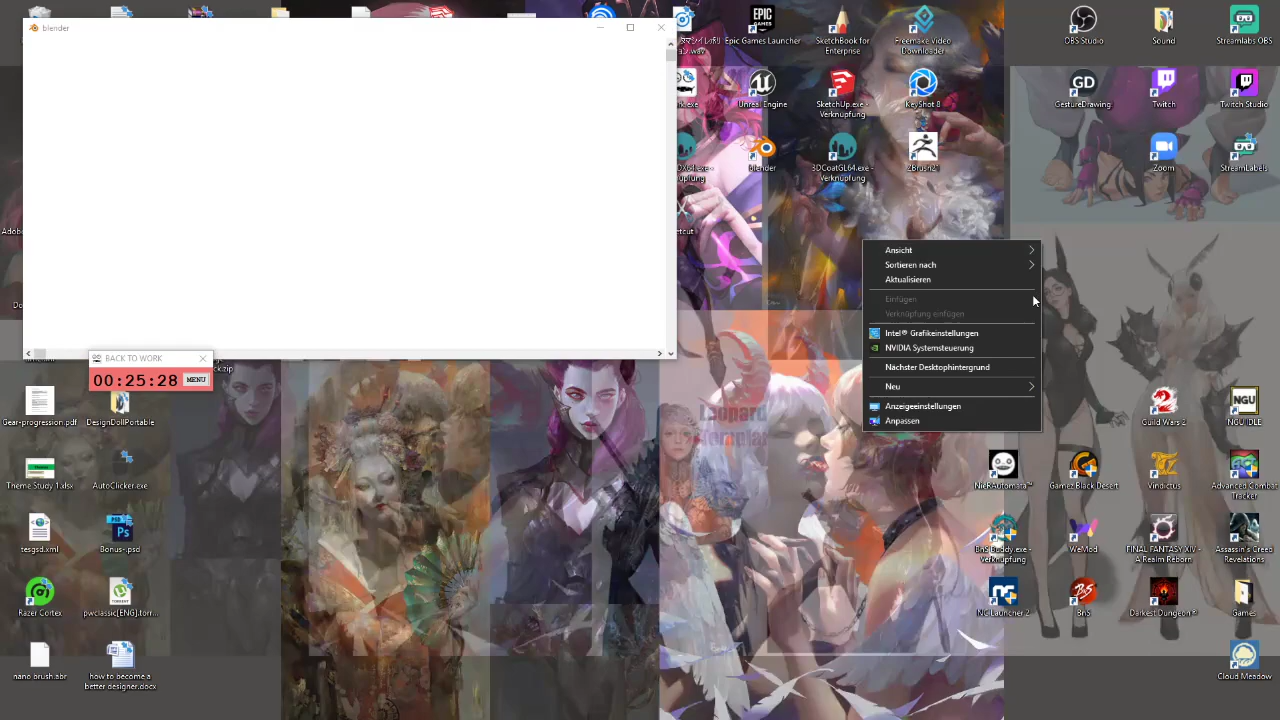 blender
Epic Games Launcher
SketchBook for
Enterprise
Freemake Video
Downloader
OBS Studio
Sound
Streamlabs OBS
Unreal Engine
SketchUp.exe -
Verknüpfung
KeyShot 8
GestureDrawing
Twitch
Twitch Studio
blender
3DCoatGL64.exe -
Verknüpfung
Zoom
StreamLabels
Ansicht
Sortieren nach
Aktualisieren
Einfügen
Verknüpfung einfügen
Intel® Grafikeinstellungen
NVIDIA Systemsteuerung
Nächster Desktophintergrund
Neu
Anzeigeeinstellungen
Anpassen
BACK TO WORK
00:25:28 MENU
Gear-progression.pdf
DesignDollPortable
Guild Wars 2
NGU IDLE
Theme Study 1.xlsx
AutoClicker.exe
NieRAutomata™
Gamez Black Desert
Vindictus
Advanced Combat
Tracker
tesgsd.xml
Bonus-.psd
BnS Buddy.exe -
Verknüpfung
WeMod
FINAL FANTASY XIV -
A Realm Reborn
Assassin's Creed
Revelations
Razer Cortex
pwclassic[ENG].torr...
NC Launcher 2
BnS
Darkest Dungeon®
Games
nano brush.abr
how to become a
better designer.docx
Cloud Meadow